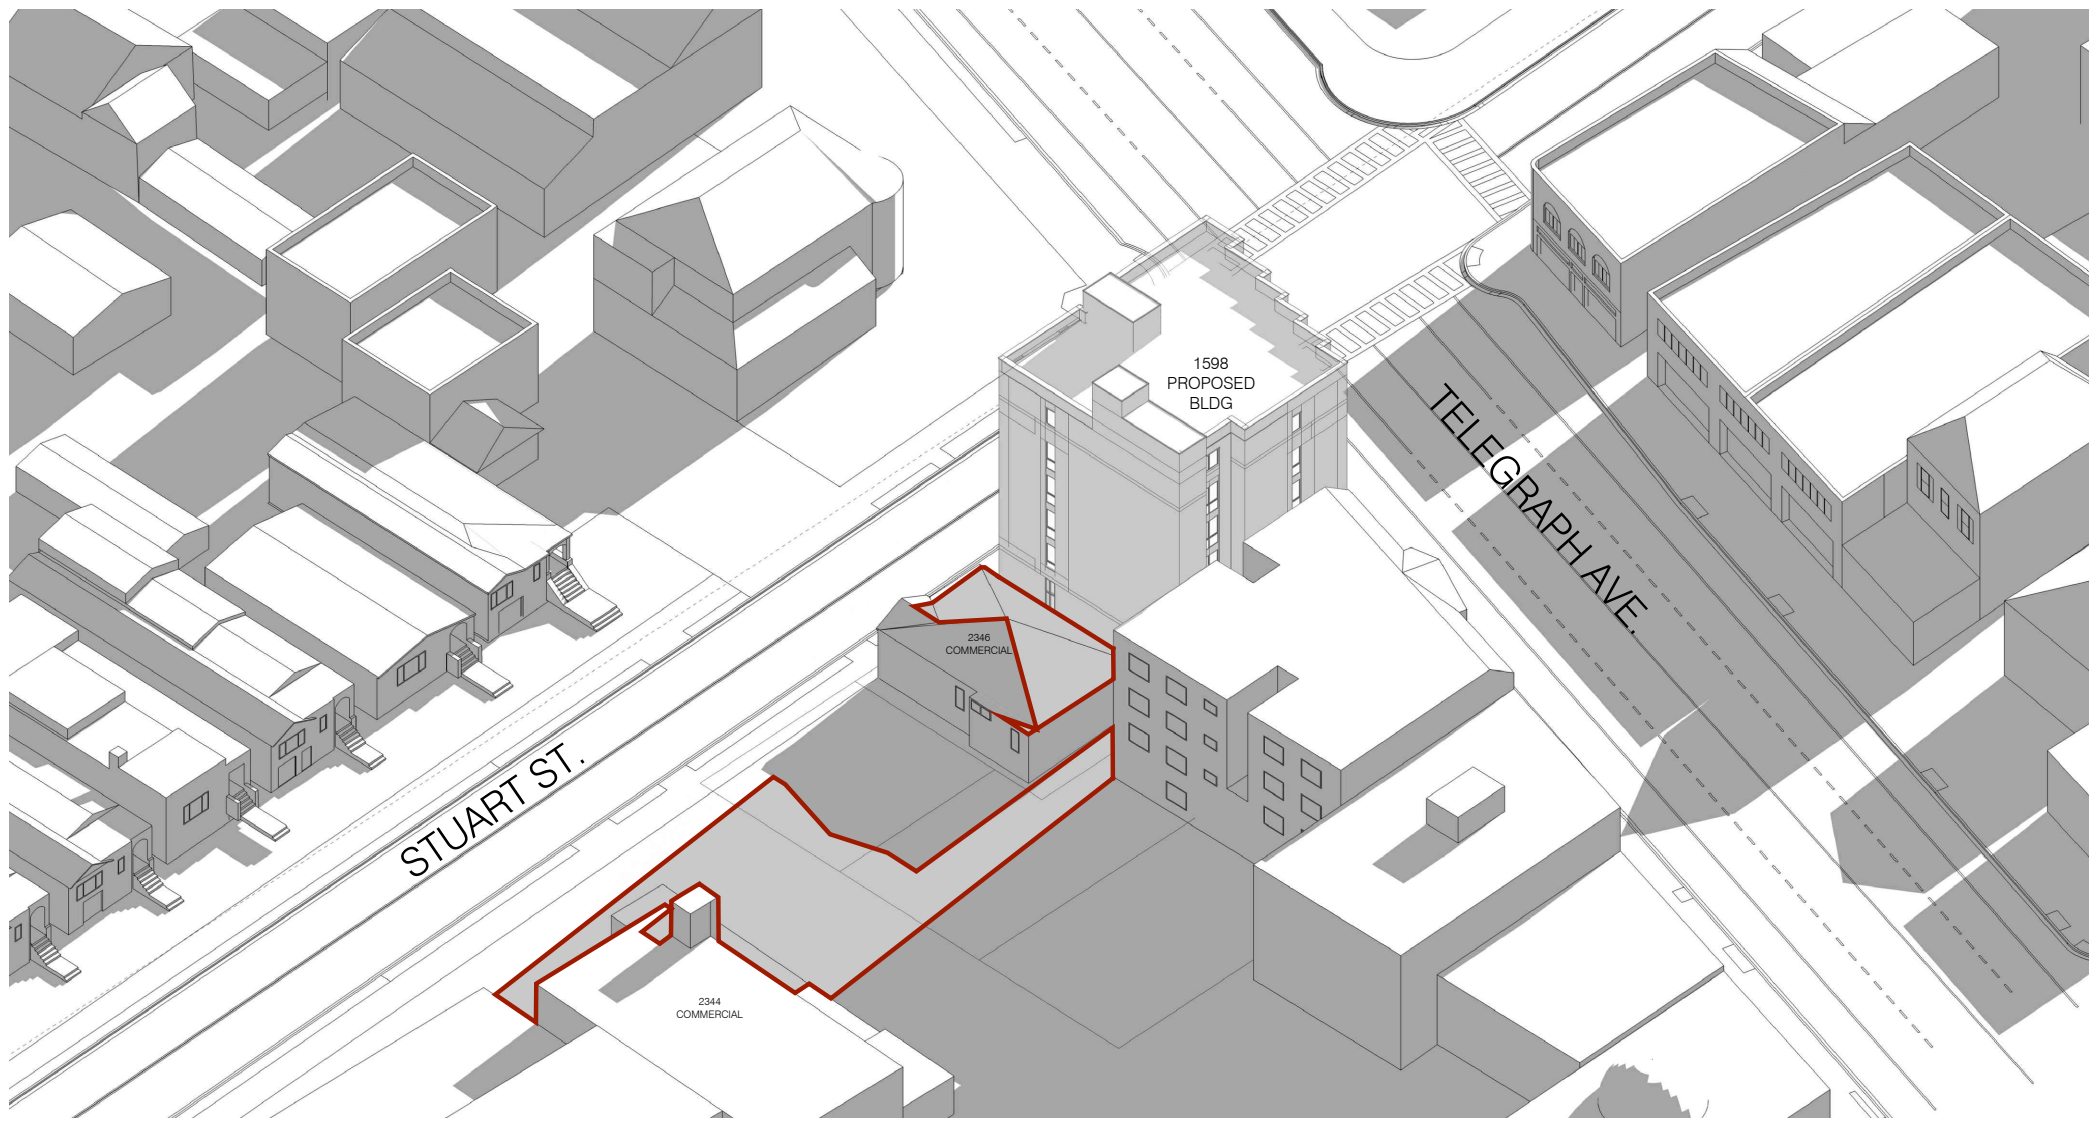 1598
PROPOSED
BLDG
TELEGRAPH AVE.
2346
COMMERCIAL
STUART ST.
2344
COMMERCIAL